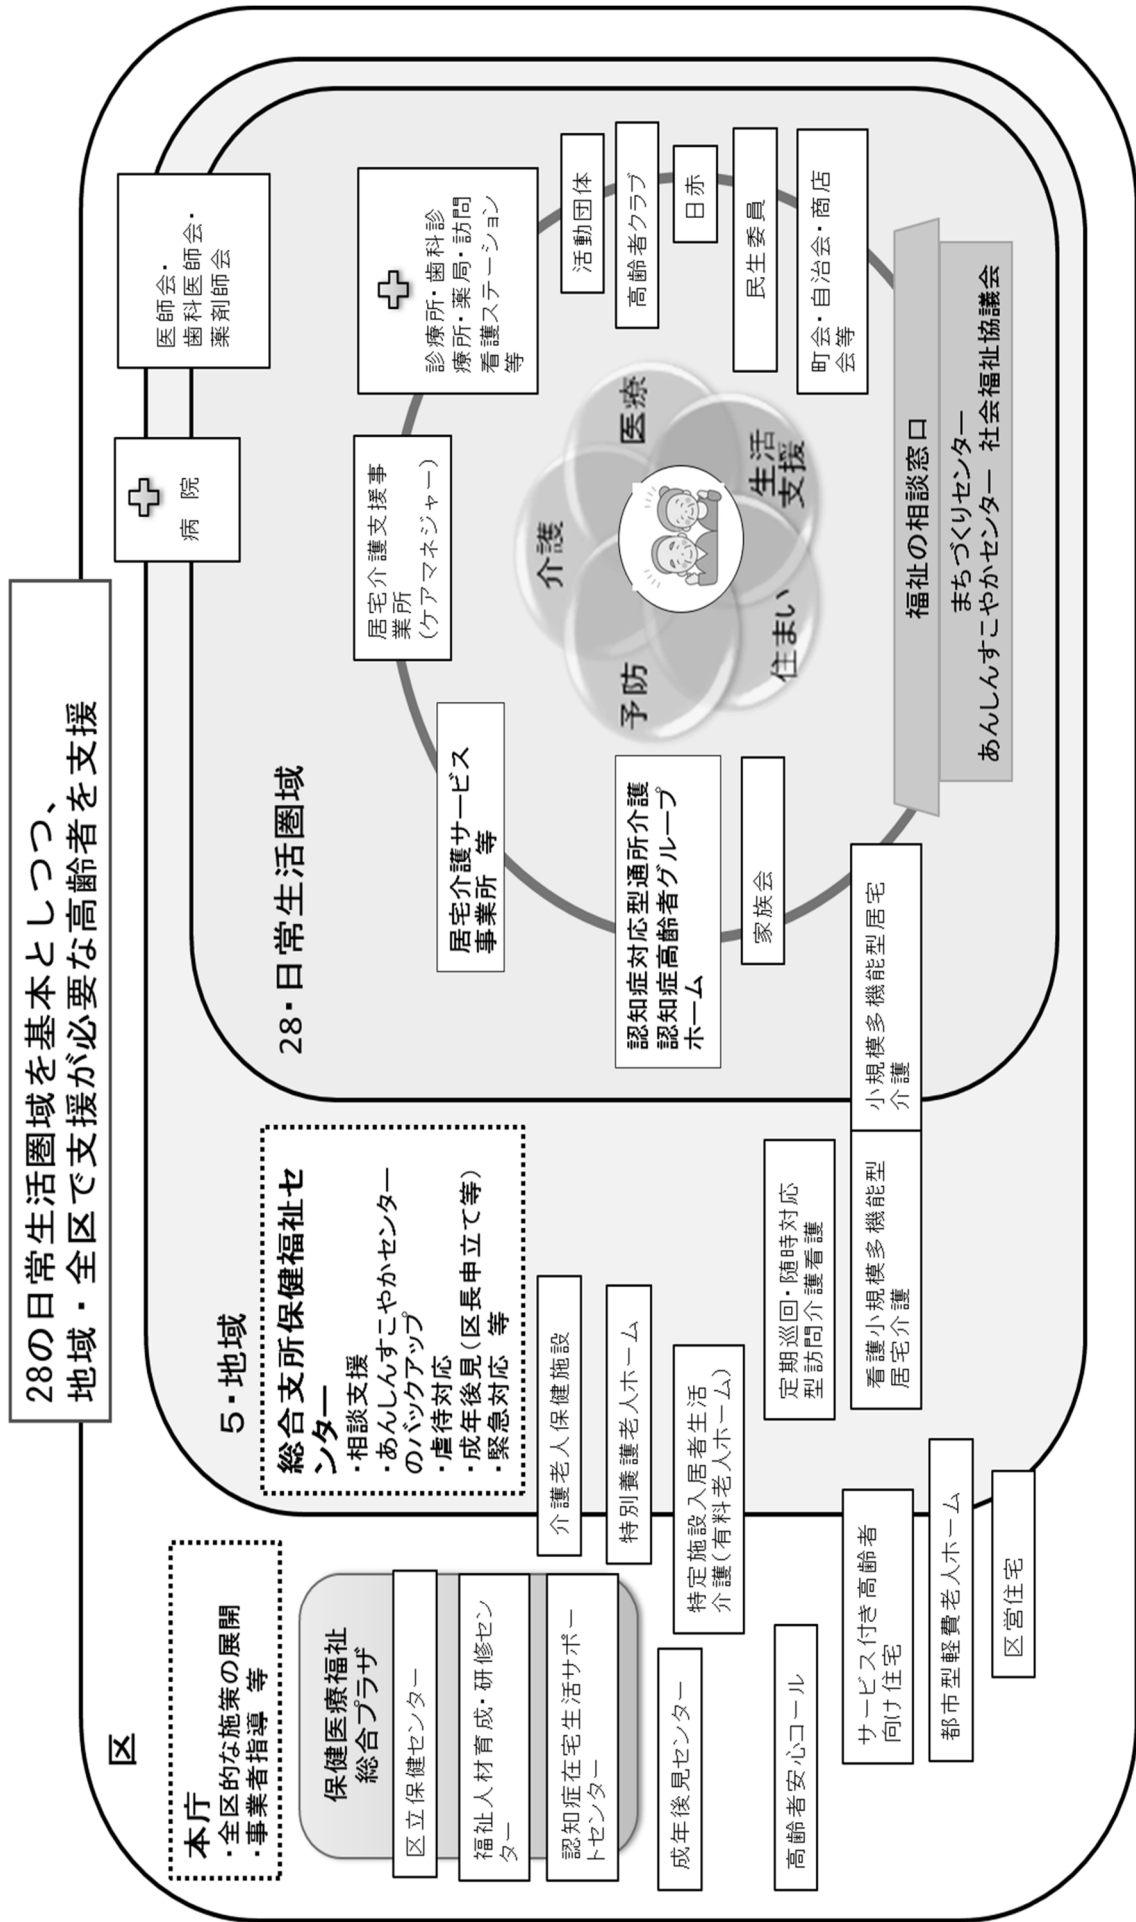 28の日常生活圏域を基本としつつ、
地域・全区で支援が必要な高齢者を支援
区
本庁
・全区的な施策の展開
・事業者指導 等
保健医療福祉
総合プラザ
区立保健センター
福祉人材育成・研修セン
ター
認知症在宅生活サポー
トセンター
成年後見センター
高齢者安心コール
5・地域
総合支所保健福祉セ
ンター
・相談支援
・あんしんすこやかセンター
のバックアップ
・虐待対応
・成年後見（区長申立て等）
・緊急対応 等
介護老人保健施設
特別養護老人ホーム
特定施設入居者生活
介護（有料老人ホーム）
サービス付き高齢者
向け住宅
都市型軽費老人ホーム
区営住宅
定期巡回・随時対応
型訪問介護看護
看護小規模多機能型
居宅介護
小規模多機能型居宅
介護
28・日常生活圏域
病 院
医師会・
歯科医師会・
薬剤師会
居宅介護サービス
事業所 等
居宅介護支援事
業所
（ケアマネジャー）
診療所・歯科診
療所・薬局・訪問
看護ステーション
等
認知症対応型通所介護
認知症高齢者グループ
ホーム
家族会
介護
医療
予防
生活
支援
住まい
活動団体
高齢者クラブ
日赤
民生委員
町会・自治会・商店
会等
福祉の相談窓口
まちづくりセンター
あんしんすこやかセンター 社会福祉協議会